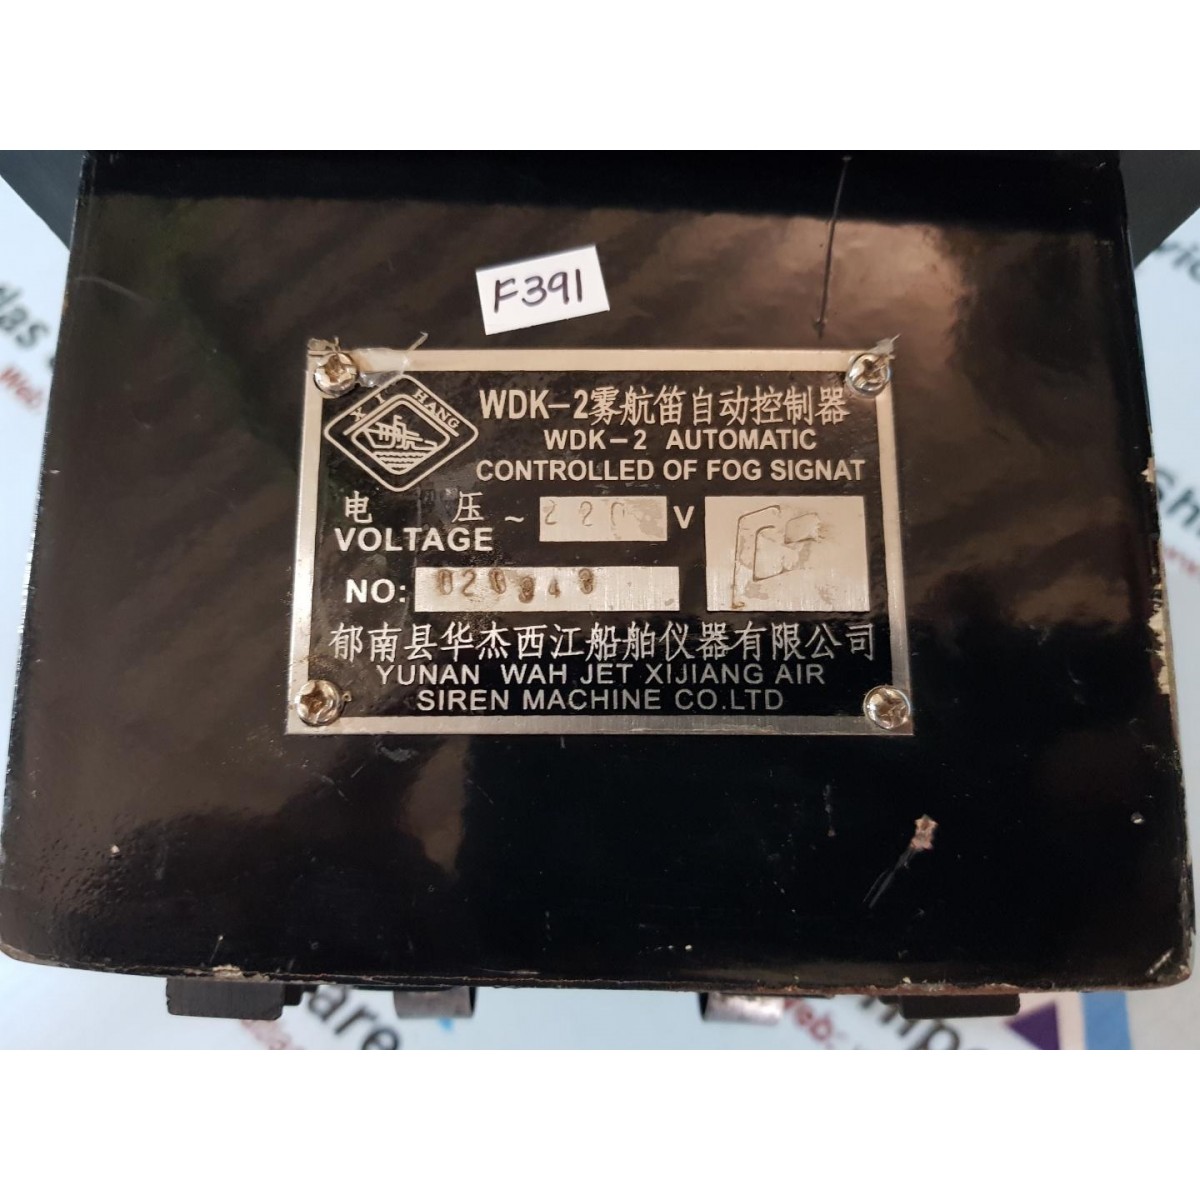 F391
XI HANG
WDK-2雾航笛自动控制器
WDK-2 AUTOMATIC
CONTROLLED OF FOG SIGNAT
电 压 ~ 220 V
VOLTAGE
NO:
郁南县华杰西江船舶仪器有限公司
YUNAN WAH JET XIJIANG AIR
SIREN MACHINE CO.LTD